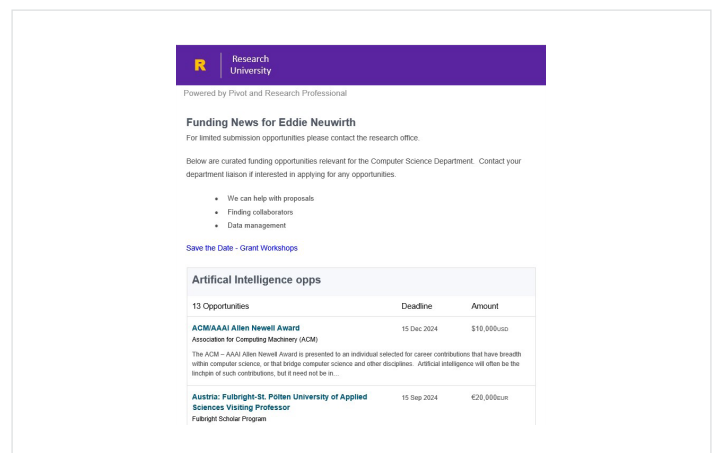 R
Research
University
Powered by Pivot and Research Professional
Funding News for Eddie Neuwirth
For limited submission opportunities please contact the research office.
Below are curated funding opportunities relevant for the Computer Science Department. Contact your
department liaison if interested in applying for any opportunities.
• We can help with proposals
• Finding collaborators
• Data management
Save the Date - Grant Workshops
Artifical Intelligence opps
13 Opportunities Deadline Amount
ACM/AAAI Allen Newell Award 15 Dec 2024 $10,000USD
Association for Computing Machinery (ACM)
The ACM – AAAI Allen Newell Award is presented to an individual selected for career contributions that have breadth
within computer science, or that bridge computer science and other disciplines. Artificial intelligence will often be the
linchpin of such contributions, but it need not be in...
Austria: Fulbright-St. Pölten University of Applied 15 Sep 2024 €20,000EUR
Sciences Visiting Professor
Fulbright Scholar Program